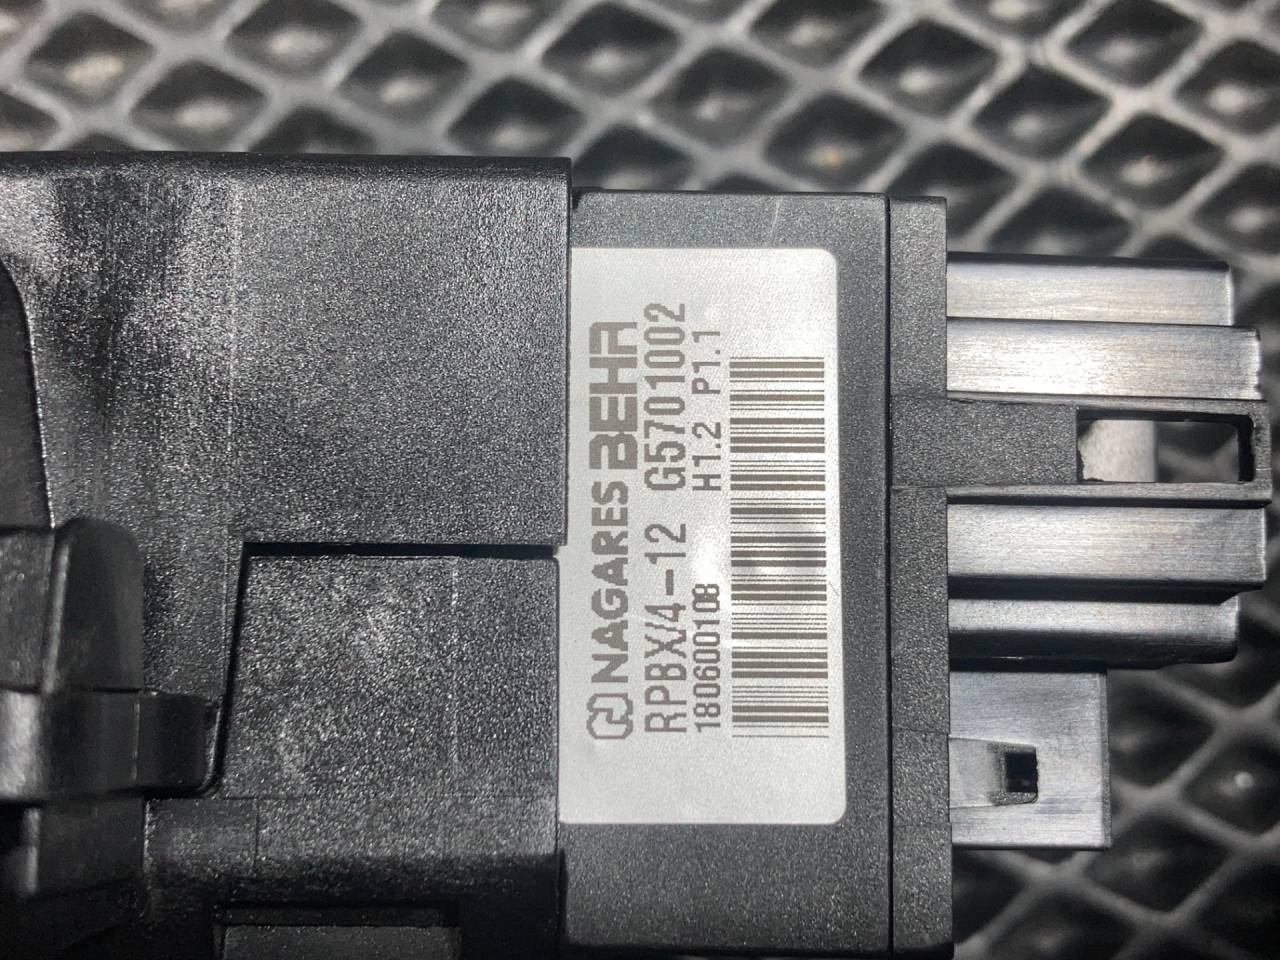 NAGARES BEHR
RPBX/4-12 G5701002
180600108 H1.2 P1.1